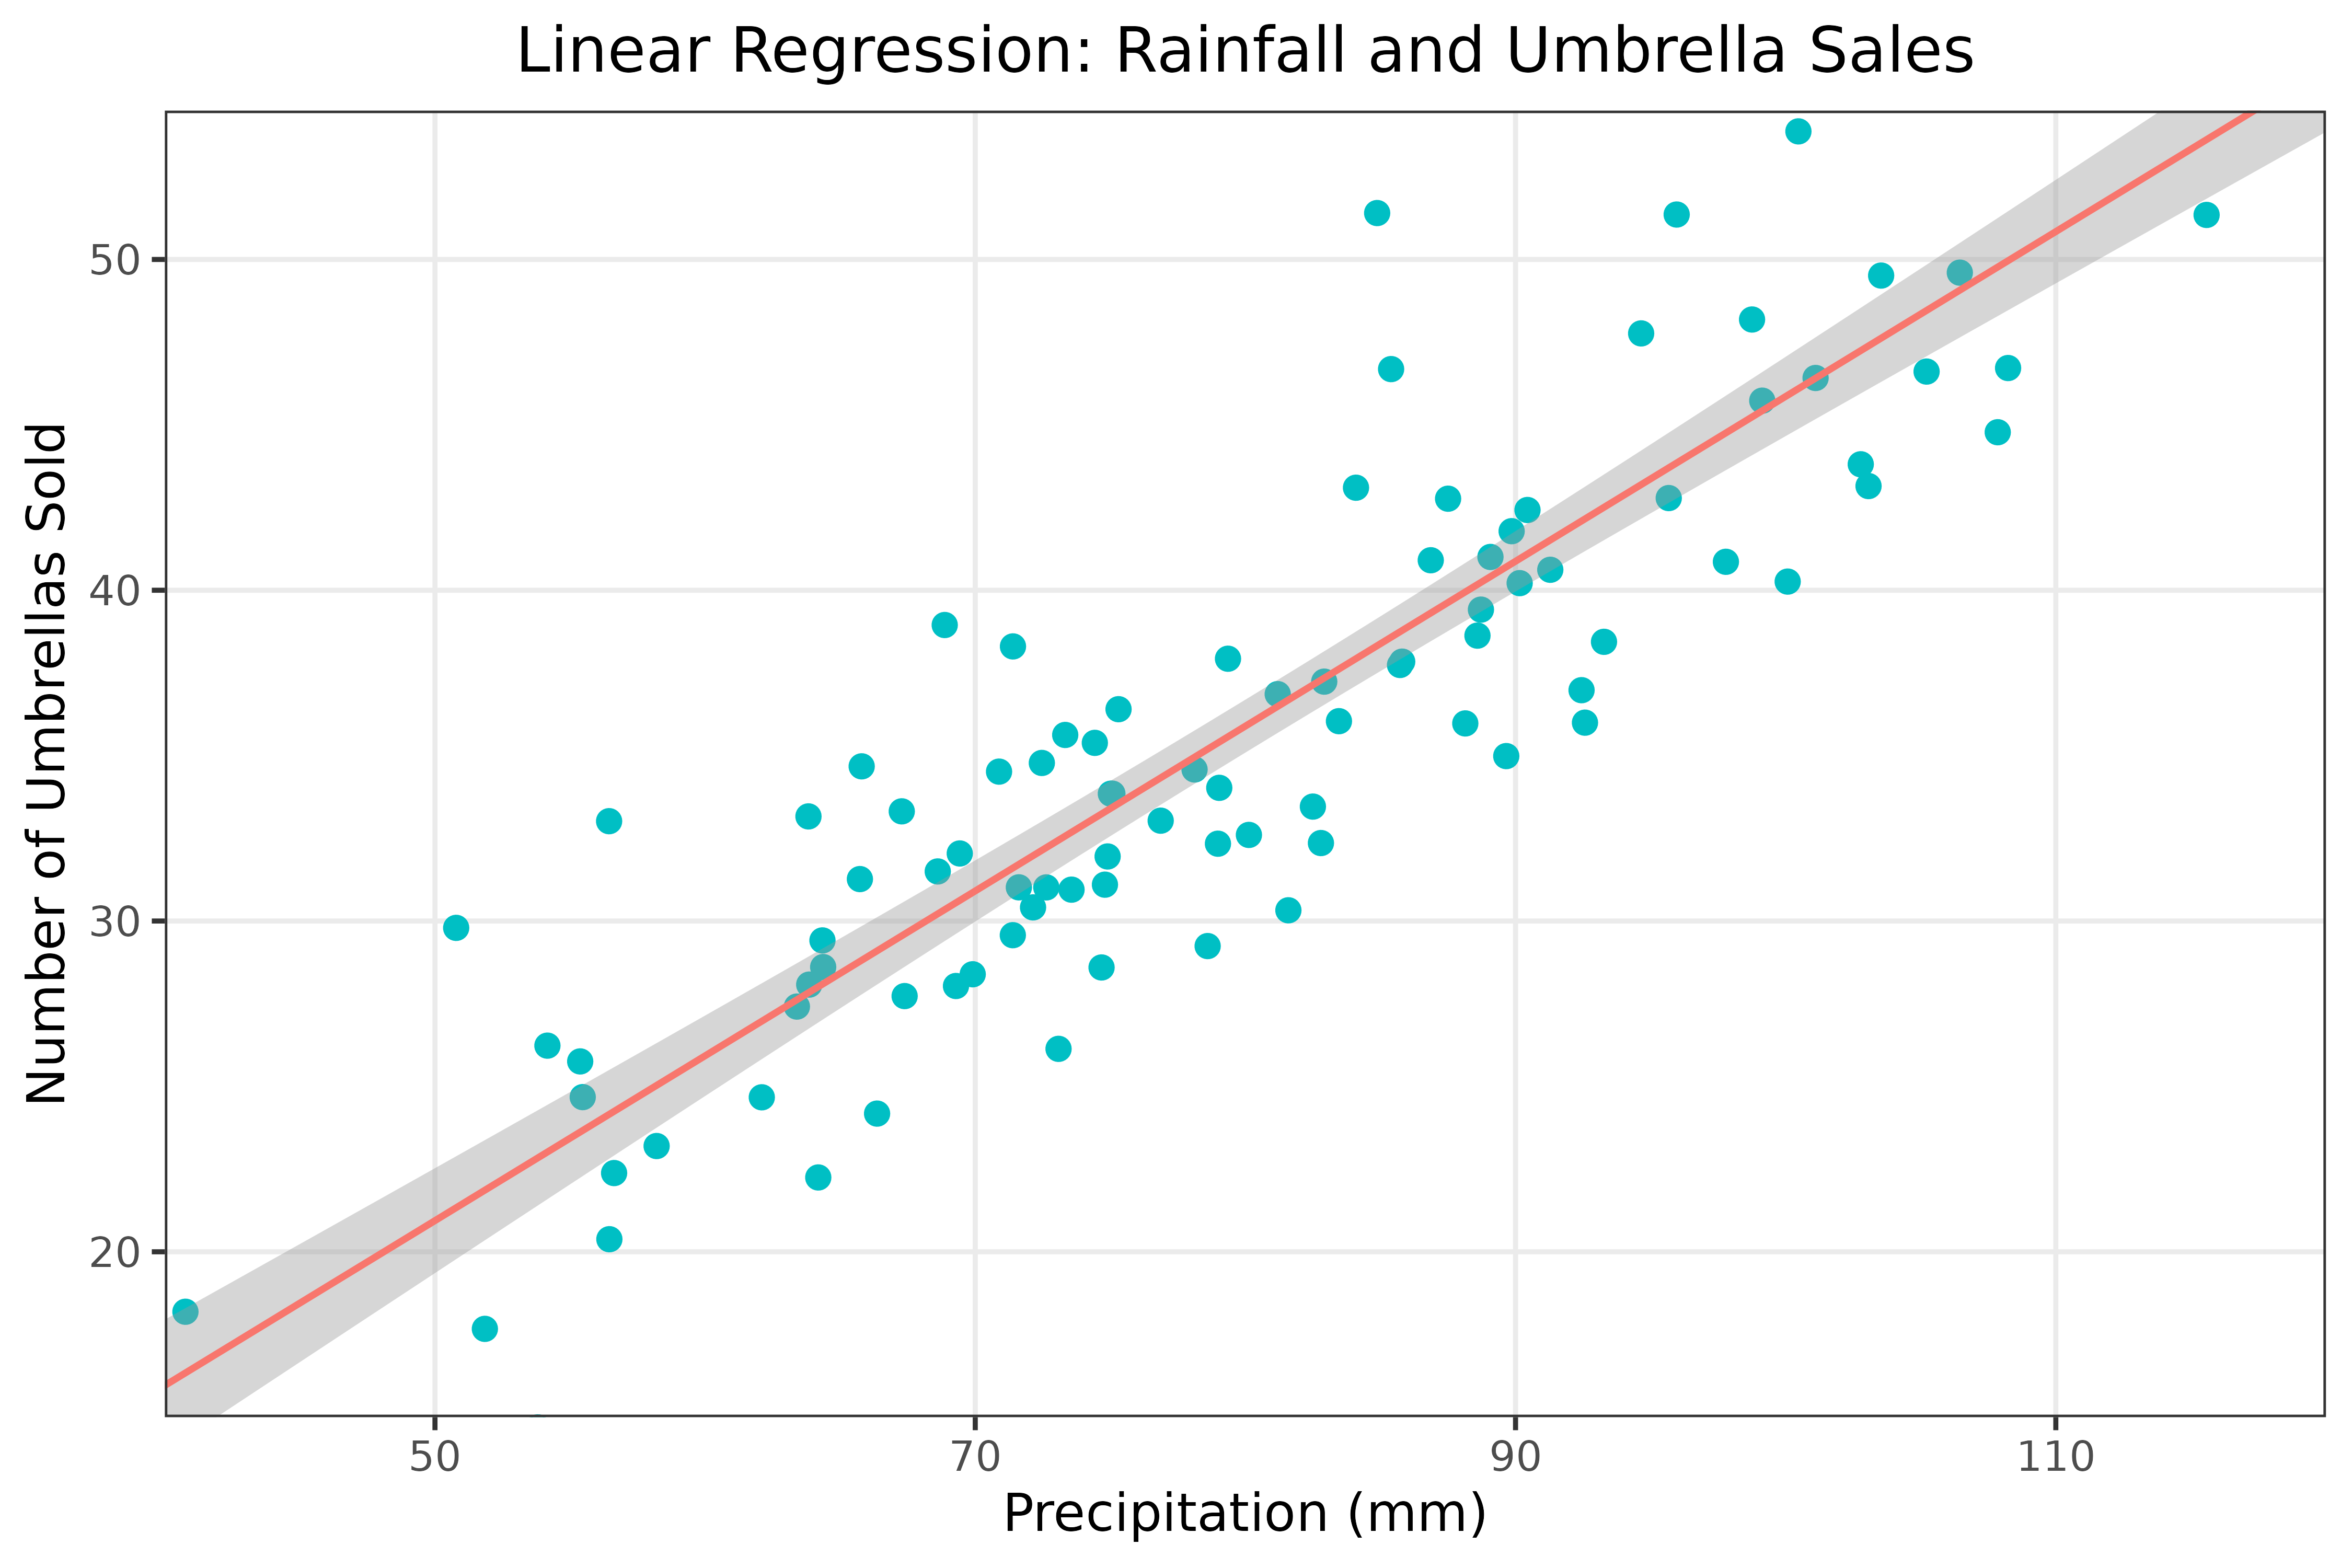 Linear Regression: Rainfall and Umbrella Sales
Number of Umbrellas Sold
50
40
30
20
50 70 90 110
Precipitation (mm)